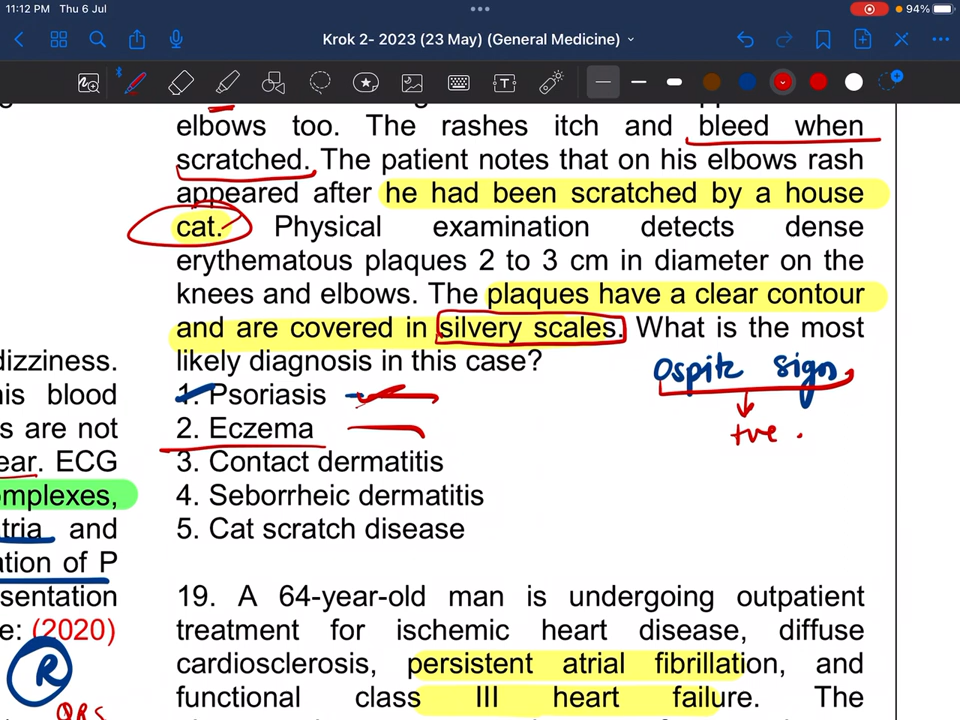 11:12 PM Thu 6 Jul
94%
Krok 2- 2023 (23 May) (General Medicine)
elbows too. The rashes itch and bleed when
scratched. The patient notes that on his elbows rash
appeared after he had been scratched by a house
cat. Physical examination detects dense
erythematous plaques 2 to 3 cm in diameter on the
knees and elbows. The plaques have a clear contour
and are covered in silvery scales. What is the most
likely diagnosis in this case?
Ospitz sign
+ve.
1. Psoriasis
2. Eczema
3. Contact dermatitis
4. Seborrheic dermatitis
5. Cat scratch disease
19. A 64-year-old man is undergoing outpatient
treatment for ischemic heart disease, diffuse
cardiosclerosis, persistent atrial fibrillation, and
functional class III heart failure. The
dizziness.
his blood
s are not
ear. ECG
omplexes,
tria and
ation of P
sentation
e: (2020)
R
QRS